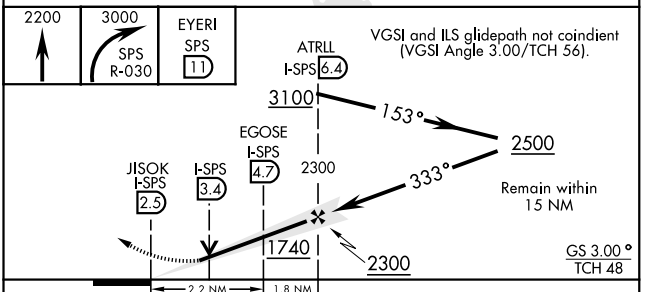 2200
3000
SPS
R-030
EYERI
SPS
11
VGSI and ILS glidepath not coindient
(VGSI Angle 3.00/TCH 56).
ATRLL
I-SPS 6.4
3100
153°
2500
EGOSE
I-SPS
4.7
2300
333°
Remain within
15 NM
JISOK
I-SPS
2.5
I-SPS
3.4
1740
2300
GS 3.00°
TCH 48
2.2 NM
1.8 NM